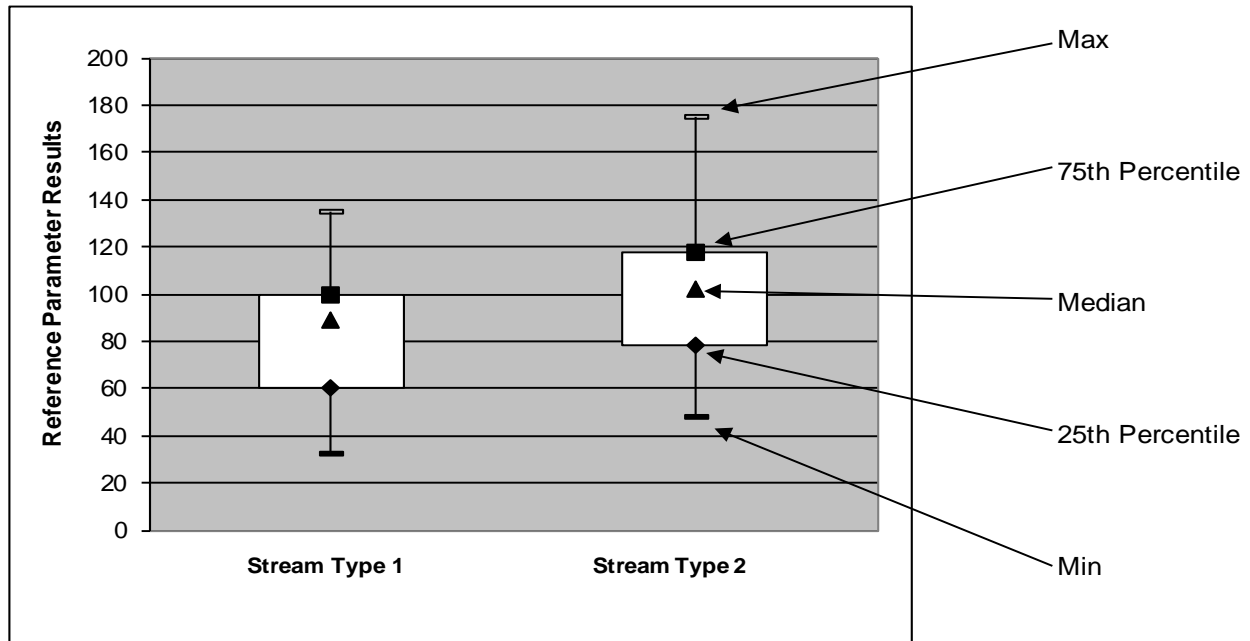 Max
200
180
160
140
120
100
80
60
40
20
0
Reference Parameter Results
75th Percentile
Median
25th Percentile
Min
Stream Type 1
Stream Type 2